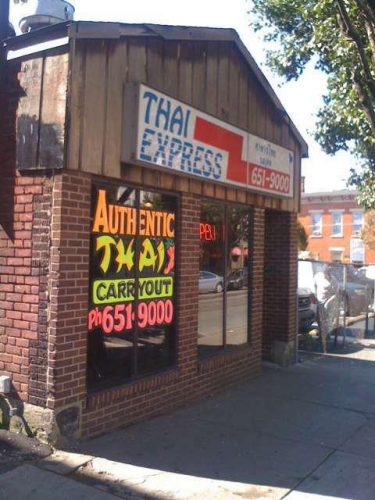 THAI
EXPRESS
651-9000
AUTHENTIC
THAI
CARRYOUT
Ph 651-9000
OPEN